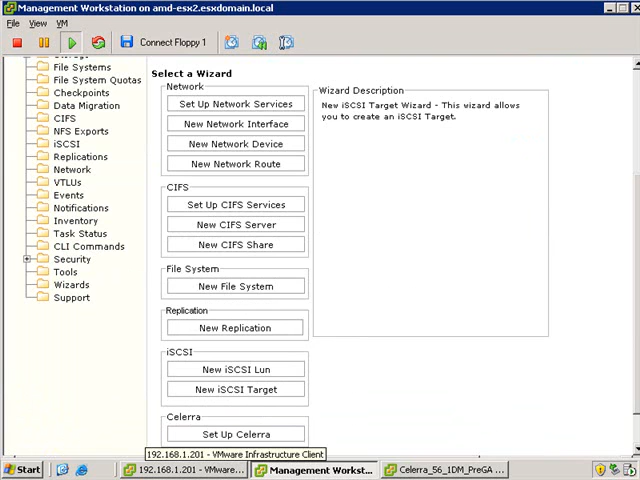 Management Workstation on amd-esx2.esxdomain.local
File View VM
Connect Floppy 1
File Systems
File System Quotas
Checkpoints
Data Migration
CIFS
NFS Exports
iSCSI
Replications
Network
VTLUs
Events
Notifications
Inventory
Task Status
CLI Commands
Security
Tools
Wizards
Support
Select a Wizard
Network
Set Up Network Services
New Network Interface
New Network Device
New Network Route
CIFS
Set Up CIFS Services
New CIFS Server
New CIFS Share
File System
New File System
Replication
New Replication
iSCSI
New iSCSI Lun
New iSCSI Target
Celerra
Set Up Celerra
Wizard Description
New iSCSI Target Wizard - This wizard allows
you to create an iSCSI Target.
192.168.1.201 - VMware Infrastructure Client
Start
192.168.1.201 - VMware...
Management Workst...
Celerra_56_1DM_PreGA ...